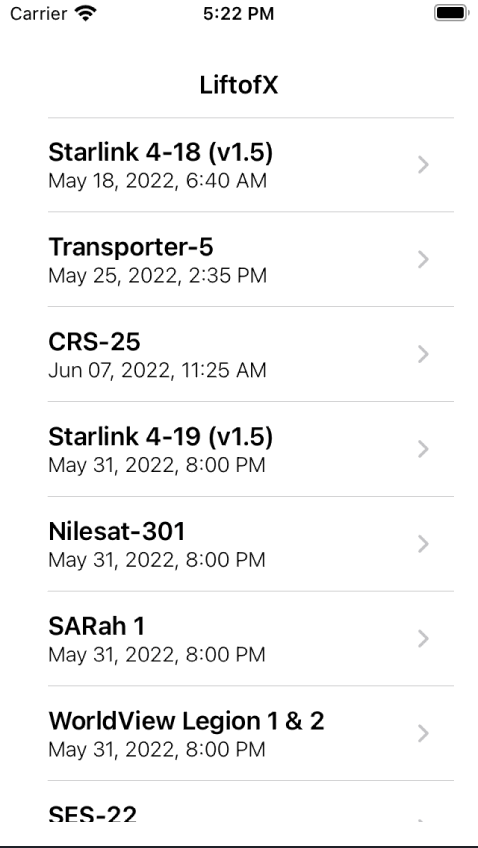 Carrier 5:22 PM
LiftofX
Starlink 4-18 (v1.5)
May 18, 2022, 6:40 AM
Transporter-5
May 25, 2022, 2:35 PM
CRS-25
Jun 07, 2022, 11:25 AM
Starlink 4-19 (v1.5)
May 31, 2022, 8:00 PM
Nilesat-301
May 31, 2022, 8:00 PM
SARah 1
May 31, 2022, 8:00 PM
WorldView Legion 1 & 2
May 31, 2022, 8:00 PM
SES-22